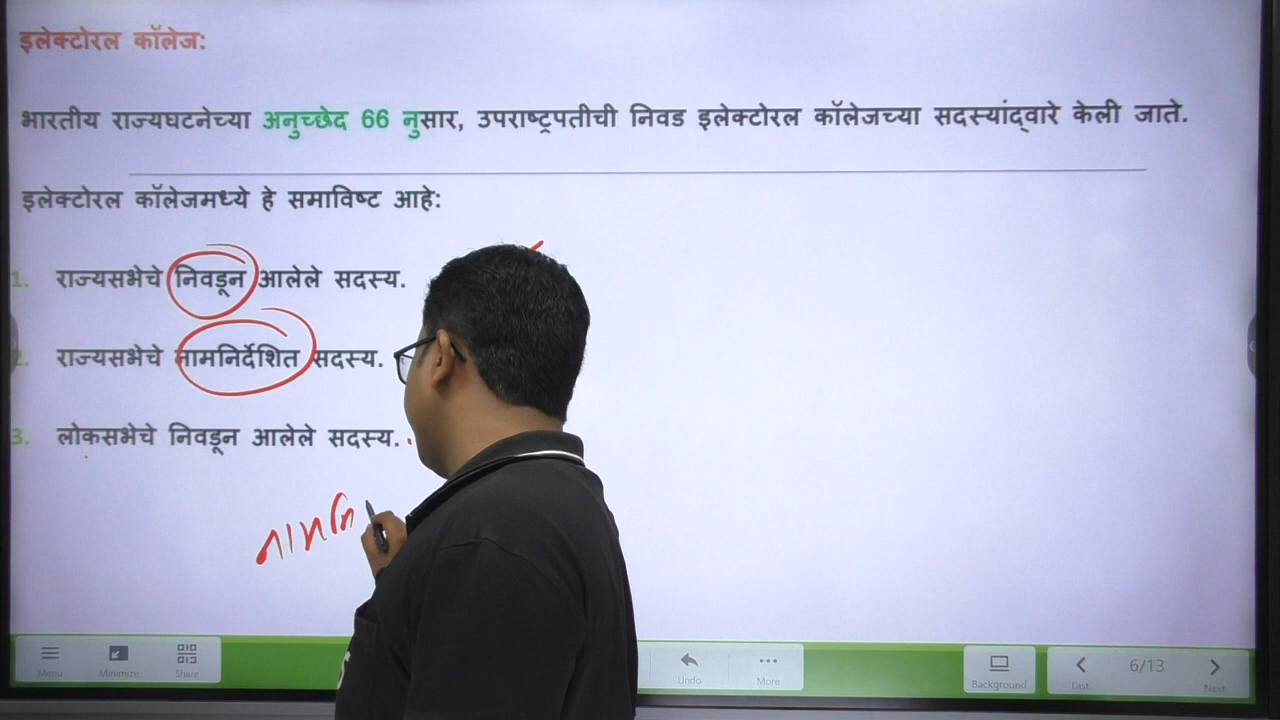 इलेक्टोरल कॉलेज:
भारतीय राज्यघटनेच्या अनुच्छेद 66 नुसार, उपराष्ट्रपतीची निवड इलेक्टोरल कॉलेजच्या सदस्यांद्वारे केली जाते.
इलेक्टोरल कॉलेजमध्ये हे समाविष्ट आहे:
1. राज्यसभेचे निवडून आलेले सदस्य.
2. राज्यसभेचे नामनिर्देशित सदस्य.
3. लोकसभेचे निवडून आलेले सदस्य.
नामनि
Menu Minimize Share Undo More Background Last 6/13 Next